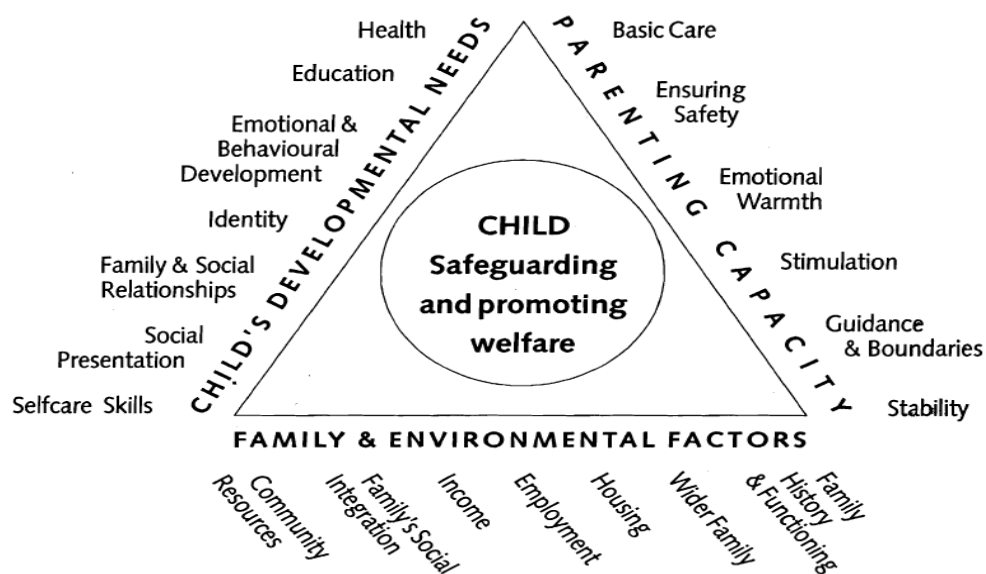 Health
Education
Emotional &
Behavioural
Development
Identity
Family & Social
Relationships
Social
Presentation
Selfcare Skills
CHILD'S DEVELOPMENTAL NEEDS
CHILD
Safeguarding
and promoting
welfare
PARENTING CAPACITY
Basic Care
Ensuring
Safety
Emotional
Warmth
Stimulation
Guidance
& Boundaries
Stability
FAMILY & ENVIRONMENTAL FACTORS
Community
Resources
Family's Social
Integration
Income
Employment
Housing
Wider Family
Family
History
& Functioning